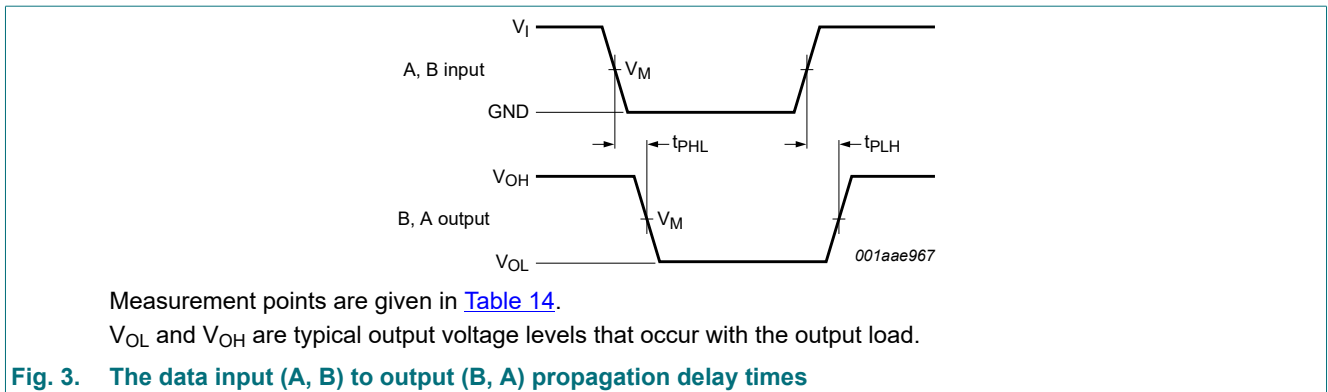 V_I
A, B input
V_M
GND
t_PHL
t_PLH
V_OH
B, A output
V_M
V_OL
001aae967
Measurement points are given in Table 14.
V_OL and V_OH are typical output voltage levels that occur with the output load.
Fig. 3. The data input (A, B) to output (B, A) propagation delay times